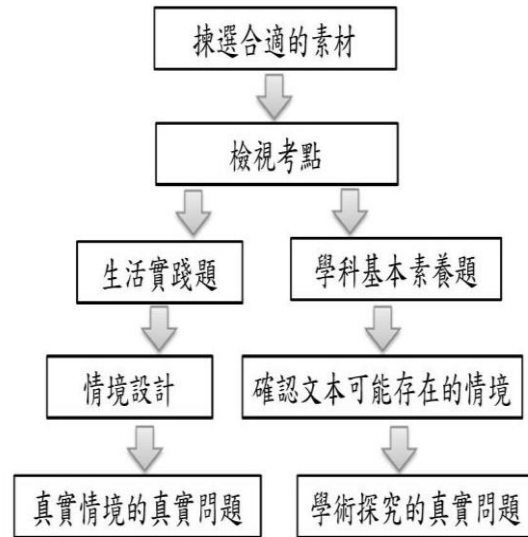 揀選合適的素材
檢視考點
生活實踐題
學科基本素養題
情境設計
確認文本可能存在的情境
真實情境的真實問題
學術探究的真實問題